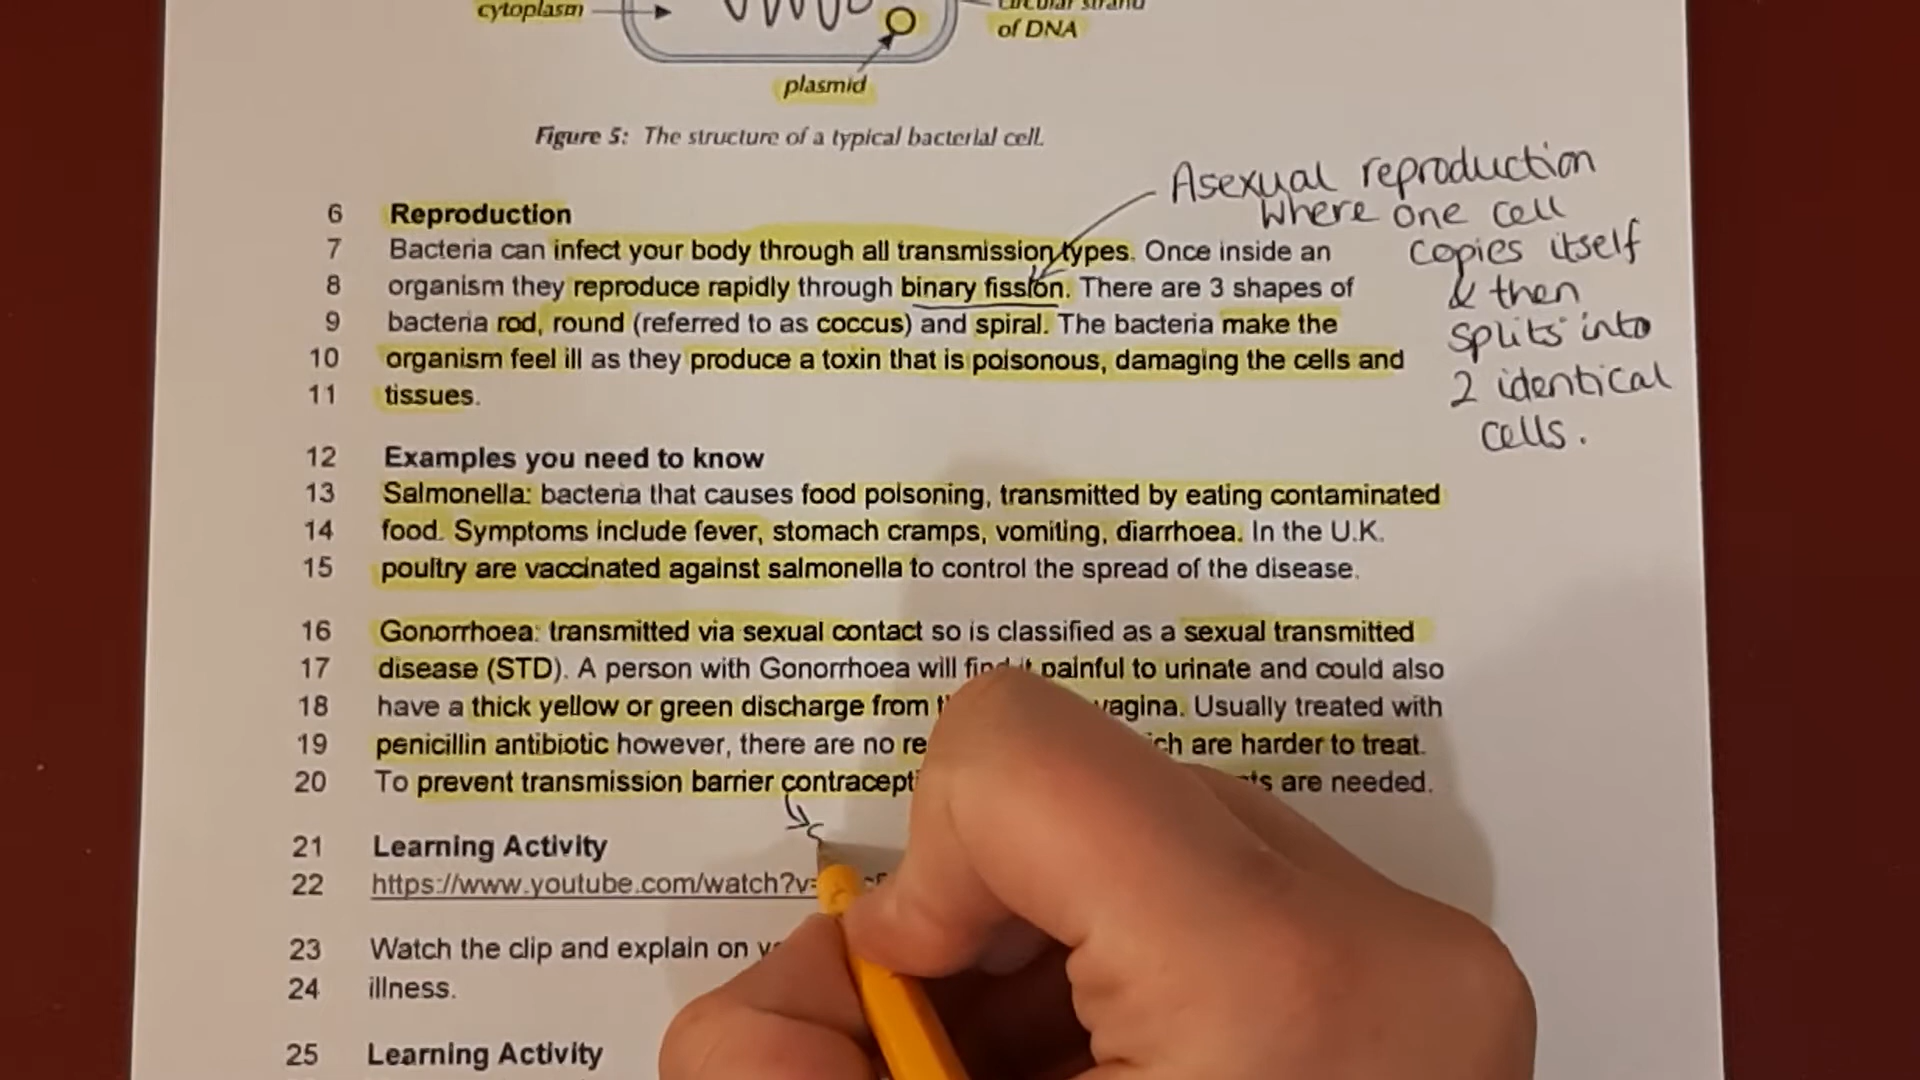 cytoplasm
circular strand
of DNA
plasmid
Figure 5: The structure of a typical bacterial cell.
Asexual reproduction
where one cell
copies itself
& then
splits into
2 identical
cells.
6 Reproduction
7 Bacteria can infect your body through all transmission types. Once inside an
8 organism they reproduce rapidly through binary fission. There are 3 shapes of
9 bacteria rod, round (referred to as coccus) and spiral. The bacteria make the
10 organism feel ill as they produce a toxin that is poisonous, damaging the cells and
11 tissues.
12 Examples you need to know
13 Salmonella: bacteria that causes food poisoning, transmitted by eating contaminated
14 food. Symptoms include fever, stomach cramps, vomiting, diarrhoea. In the U.K.
15 poultry are vaccinated against salmonella to control the spread of the disease.
16 Gonorrhoea: transmitted via sexual contact so is classified as a sexual transmitted
17 disease (STD). A person with Gonorrhoea will find it painful to urinate and could also
18 have a thick yellow or green discharge from vagina. Usually treated with
19 penicillin antibiotic however, there are no are harder to treat.
20 To prevent transmission barrier are needed.
21 Learning Activity
22 https://www.youtube.com/watch?v=
23 Watch the clip and explain on
24 illness.
25 Learning Activity